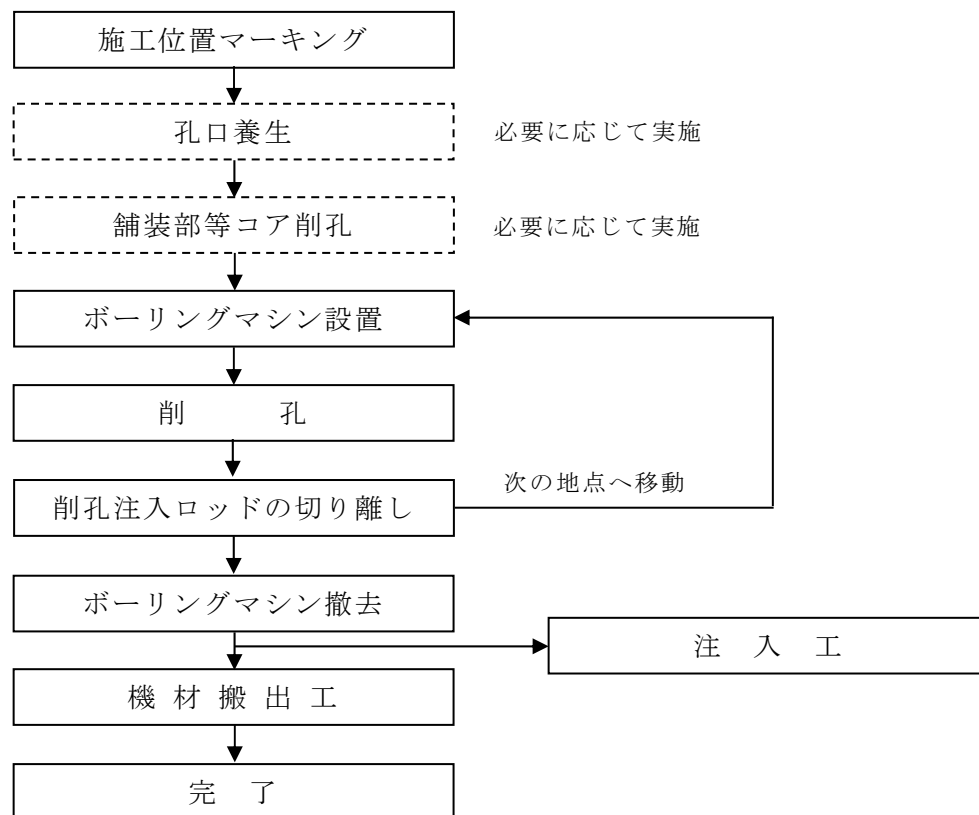 施工位置マーキング
孔口養生
必要に応じて実施
舗装部等コア削孔
必要に応じて実施
ボーリングマシン設置
削　　　孔
次の地点へ移動
削孔注入ロッドの切り離し
ボーリングマシン撤去
注　入　工
機 材 搬 出 工
完　了